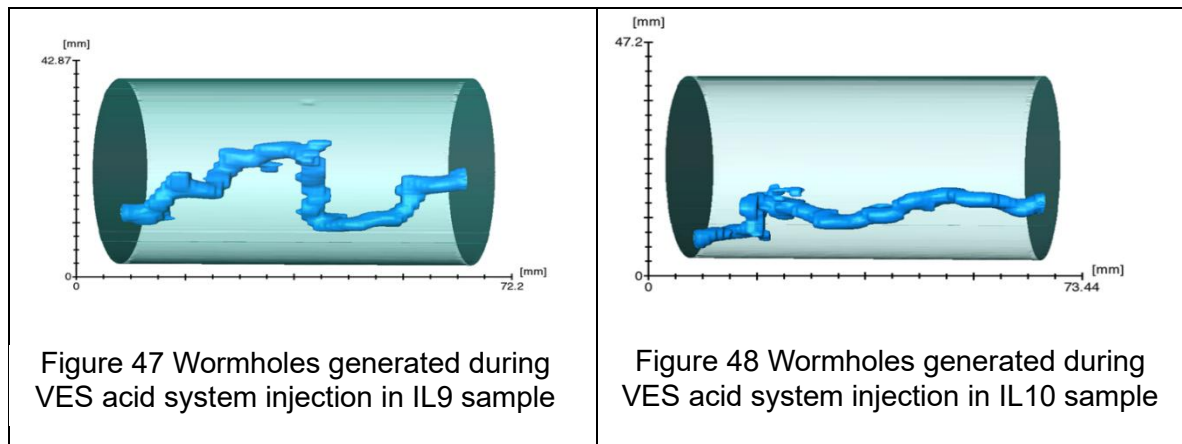 [mm]
42.87
[mm]
0
0
72.2
Figure 47 Wormholes generated during
VES acid system injection in IL9 sample
[mm]
47.2
[mm]
0
0
73.44
Figure 48 Wormholes generated during
VES acid system injection in IL10 sample